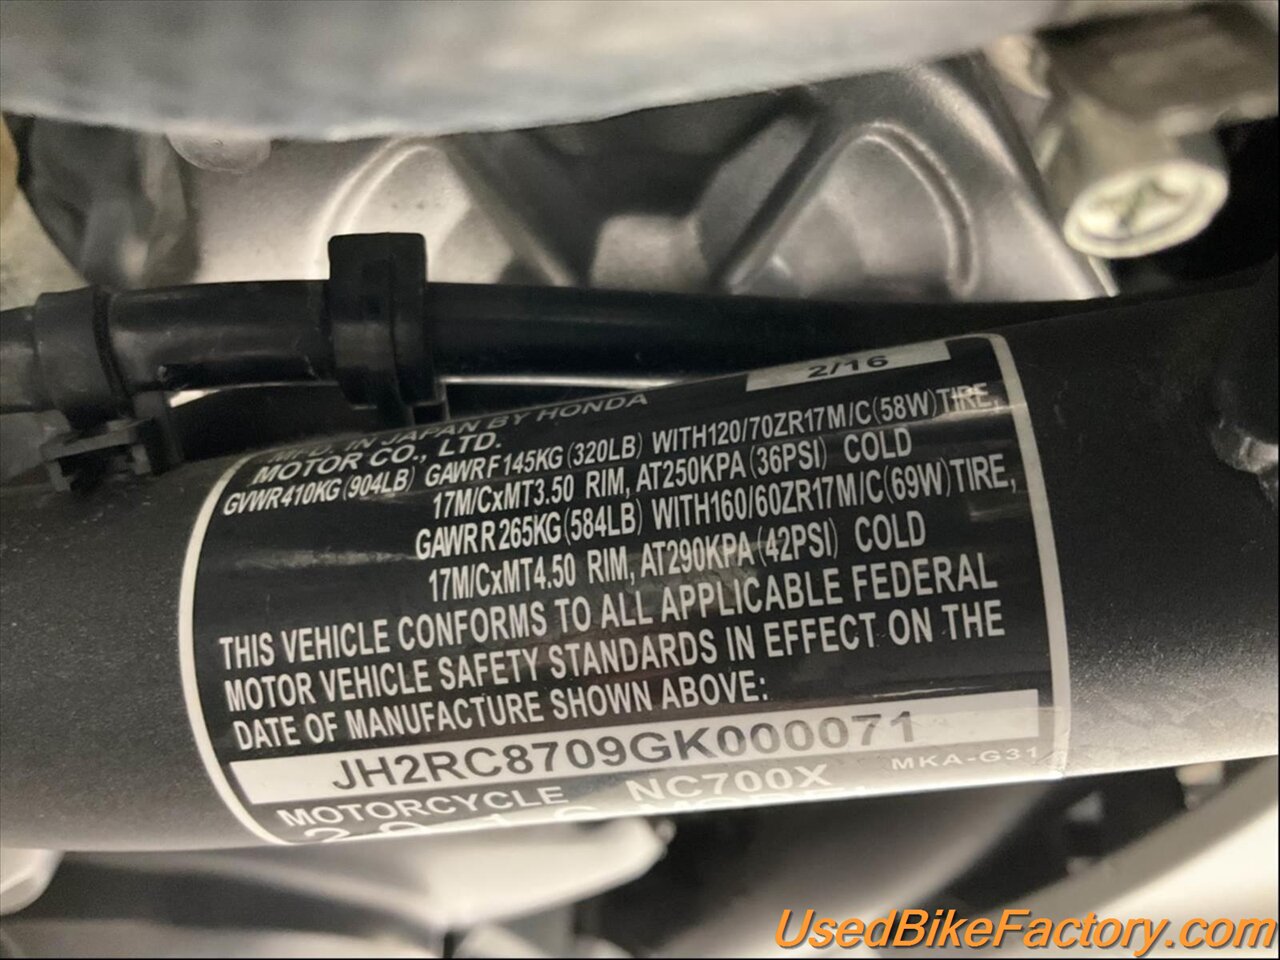 2/16
MFD. IN JAPAN BY HONDA
MOTOR CO., LTD.
GVWR410KG(904LB) GAWRF145KG(320LB) WITH120/70ZR17M/C(58W)TIRE,
17M/CxMT3.50 RIM, AT250KPA(36PSI) COLD
GAWRR265KG(584LB) WITH160/60ZR17M/C(69W)TIRE,
17M/CxMT4.50 RIM, AT290KPA(42PSI) COLD
THIS VEHICLE CONFORMS TO ALL APPLICABLE FEDERAL
MOTOR VEHICLE SAFETY STANDARDS IN EFFECT ON THE
DATE OF MANUFACTURE SHOWN ABOVE:
JH2RC8709GK000071
MOTORCYCLE NC700X MKA-G31
UsedBikeFactory.com